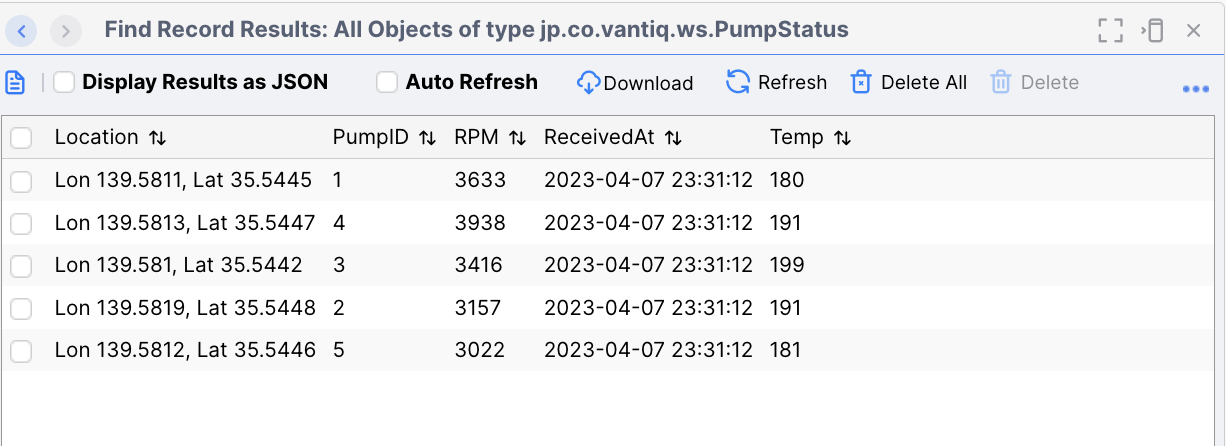 Find Record Results: All Objects of type jp.co.vantiq.ws.PumpStatus
Display Results as JSON Auto Refresh Download Refresh Delete All Delete
Location PumpID RPM ReceivedAt Temp
Lon 139.5811, Lat 35.5445 1 3633 2023-04-07 23:31:12 180
Lon 139.5813, Lat 35.5447 4 3938 2023-04-07 23:31:12 191
Lon 139.581, Lat 35.5442 3 3416 2023-04-07 23:31:12 199
Lon 139.5819, Lat 35.5448 2 3157 2023-04-07 23:31:12 191
Lon 139.5812, Lat 35.5446 5 3022 2023-04-07 23:31:12 181